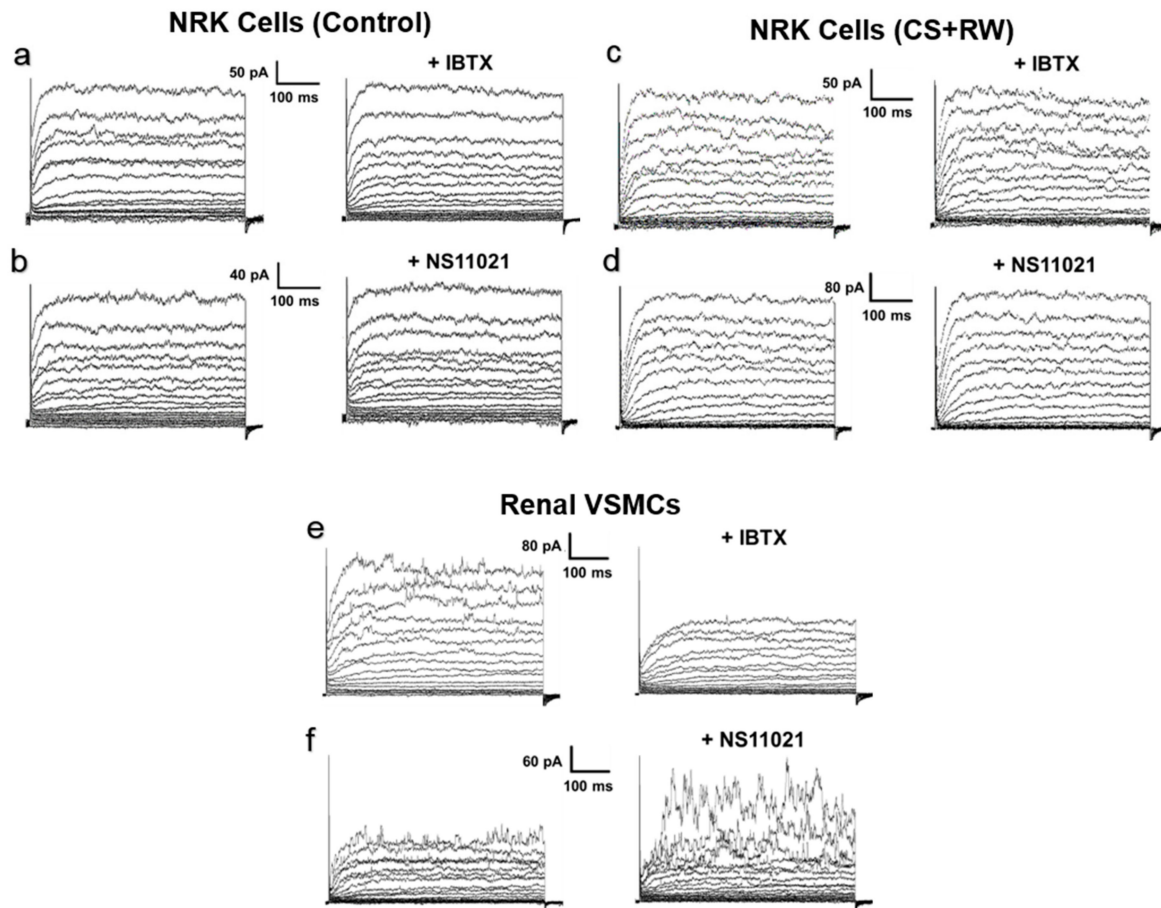 NRK Cells (Control)
NRK Cells (CS+RW)
a
50 pA
100 ms
+ IBTX
c
50 pA
100 ms
+ IBTX
b
40 pA
100 ms
+ NS11021
d
80 pA
100 ms
+ NS11021
Renal VSMCs
e
80 pA
100 ms
+ IBTX
f
60 pA
100 ms
+ NS11021